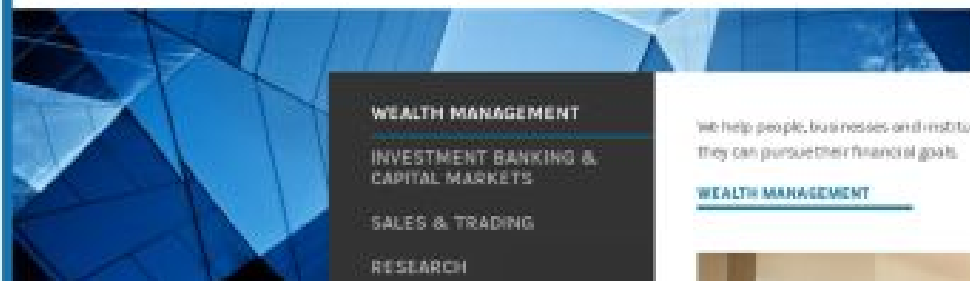 WEALTH MANAGEMENT
INVESTMENT BANKING &
CAPITAL MARKETS
SALES & TRADING
RESEARCH
We help people, businesses and institu
they can pursue their financial goals.
WEALTH MANAGEMENT